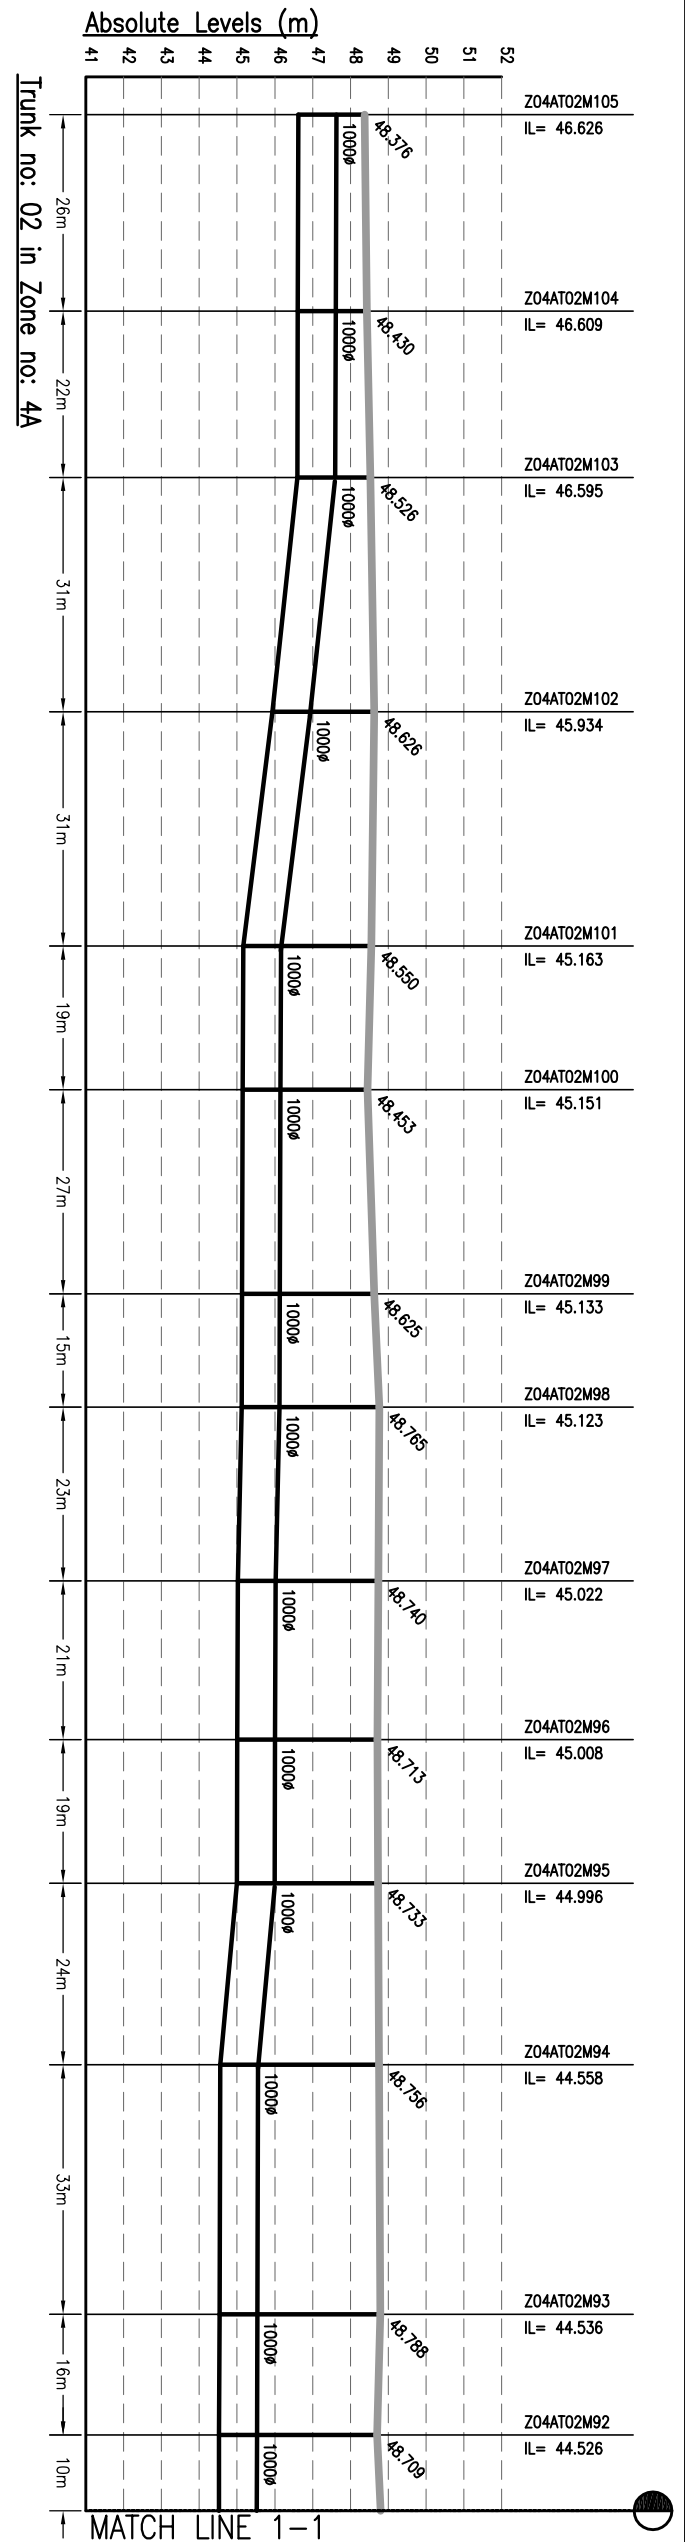 Absolute Levels (m)
41 42 43 44 45 46 47 48 49 50 51 52
Trunk no: 02 in Zone no: 4A
Z04AT02M105
IL= 46.626
48.376
1000ø
26m
Z04AT02M104
IL= 46.609
48.430
1000ø
22m
Z04AT02M103
IL= 46.595
48.526
1000ø
31m
Z04AT02M102
IL= 45.934
48.626
1000ø
31m
Z04AT02M101
IL= 45.163
48.550
1000ø
19m
Z04AT02M100
IL= 45.151
48.453
1000ø
27m
Z04AT02M99
IL= 45.133
48.625
1000ø
15m
Z04AT02M98
IL= 45.123
48.765
1000ø
23m
Z04AT02M97
IL= 45.022
48.740
1000ø
21m
Z04AT02M96
IL= 45.008
48.713
1000ø
19m
Z04AT02M95
IL= 44.996
48.733
1000ø
24m
Z04AT02M94
IL= 44.558
48.756
1000ø
33m
Z04AT02M93
IL= 44.536
48.788
1000ø
16m
Z04AT02M92
IL= 44.526
48.709
1000ø
10m
MATCH LINE 1-1